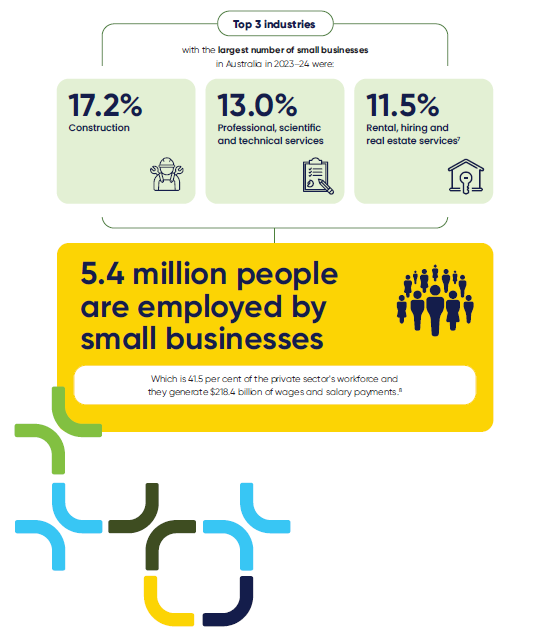 Top 3 industries
with the largest number of small businesses
in Australia in 2023–24 were:
17.2%
Construction
13.0%
Professional, scientific
and technical services
11.5%
Rental, hiring and
real estate services⁷
5.4 million people
are employed by
small businesses
Which is 41.5 per cent of the private sector's workforce and
they generate $218.4 billion of wages and salary payments.⁸